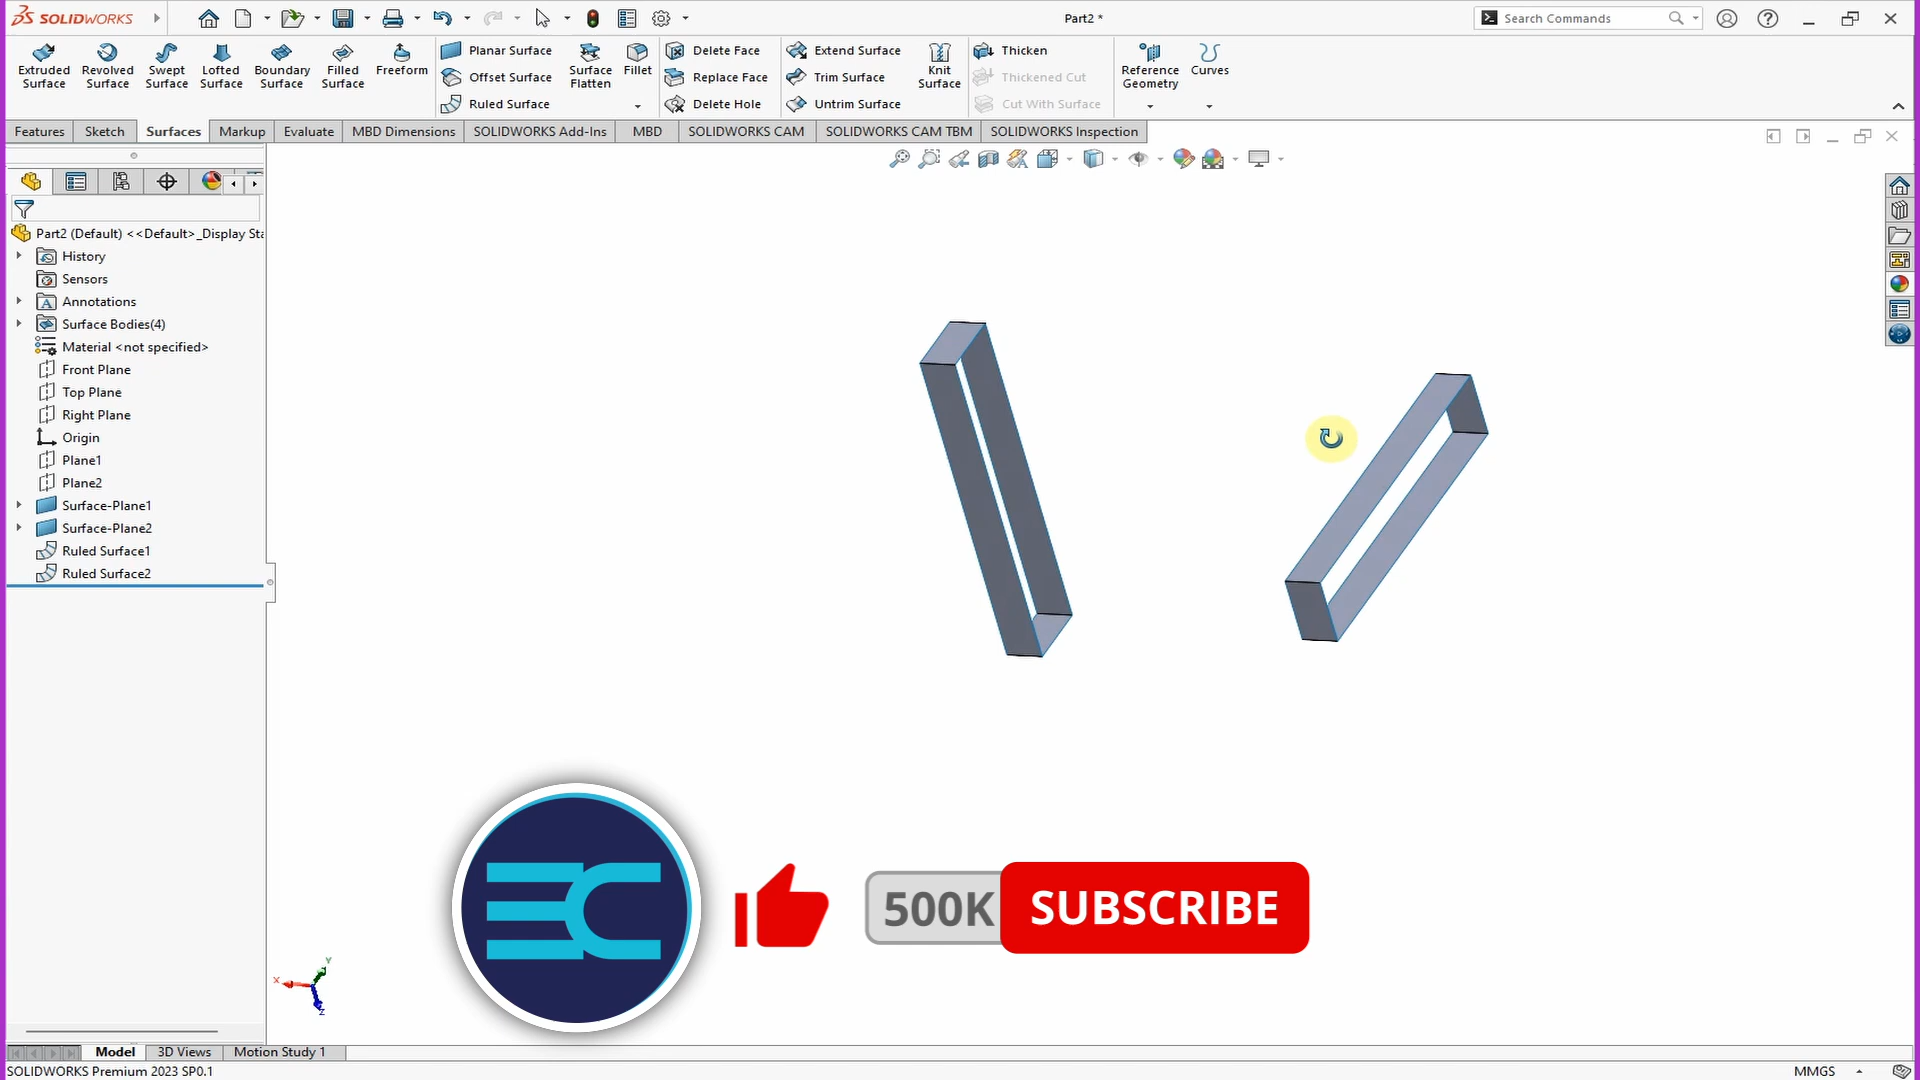 SOLIDWORKS
Part2 *
Search Commands
Extruded Surface
Revolved Surface
Swept Surface
Lofted Surface
Boundary Surface
Filled Surface
Freeform
Planar Surface
Offset Surface
Ruled Surface
Surface Flatten
Fillet
Delete Face
Replace Face
Delete Hole
Extend Surface
Trim Surface
Untrim Surface
Knit Surface
Thicken
Thickened Cut
Cut With Surface
Reference Geometry
Curves
Features
Sketch
Surfaces
Markup
Evaluate
MBD Dimensions
SOLIDWORKS Add-Ins
MBD
SOLIDWORKS CAM
SOLIDWORKS CAM TBM
SOLIDWORKS Inspection
Part2 (Default) <<Default>_Display Sta
History
Sensors
Annotations
Surface Bodies(4)
Material <not specified>
Front Plane
Top Plane
Right Plane
Origin
Plane1
Plane2
Surface-Plane1
Surface-Plane2
Ruled Surface1
Ruled Surface2
EC
500K
SUBSCRIBE
Y
X
Z
Model
3D Views
Motion Study 1
SOLIDWORKS Premium 2023 SP0.1
MMGS